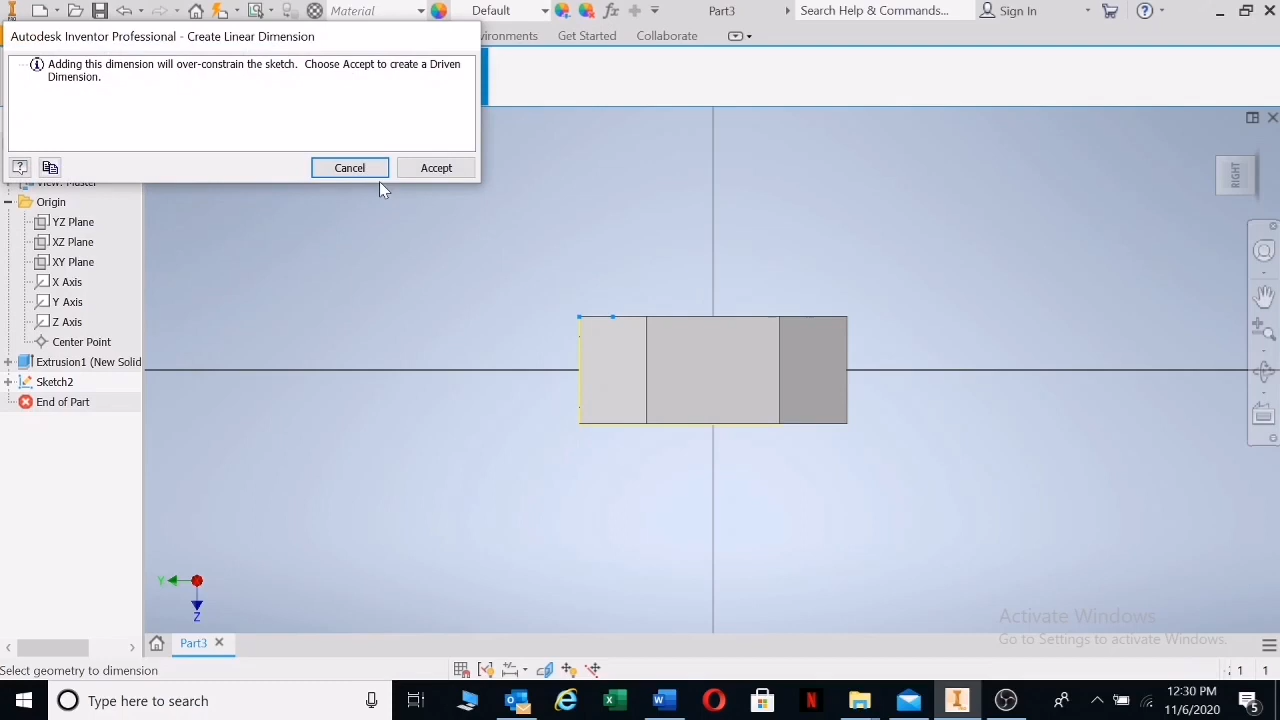 Material
Default
Part3
Search Help & Commands...
Sign In
Autodesk Inventor Professional - Create Linear Dimension
Get Started
Collaborate
Adding this dimension will over-constrain the sketch. Choose Accept to create a Driven
Dimension.
Cancel
Accept
Origin
YZ Plane
XZ Plane
XY Plane
X Axis
Y Axis
Z Axis
Center Point
Extrusion1 (New Solid
Sketch2
End of Part
RIGHT
Y
Z
Activate Windows
Go to Settings to activate Windows.
Part3
Select geometry to dimension
1
1
Type here to search
12:30 PM
11/6/2020
5